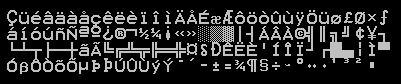 ÇüéâäàåçêëèïîìÄÅÉæÆôöòûùÿÖÜø£Ø×ƒ
áíóúñÑªº¿®¬½¼¡«»░▒▓│┤ÁÂÀ©╣║╗╝¢¥┐
└┴┬├─┼ãÃ╚╔╩╦╠═╬¤ðÐÊËÈıÍÎÏ┘┌█▄¦Ì▀
ÓßÔÒõÕµþÞÚÛÙýÝ¯´-±‗¾¶§÷¸°¨·¹³²■